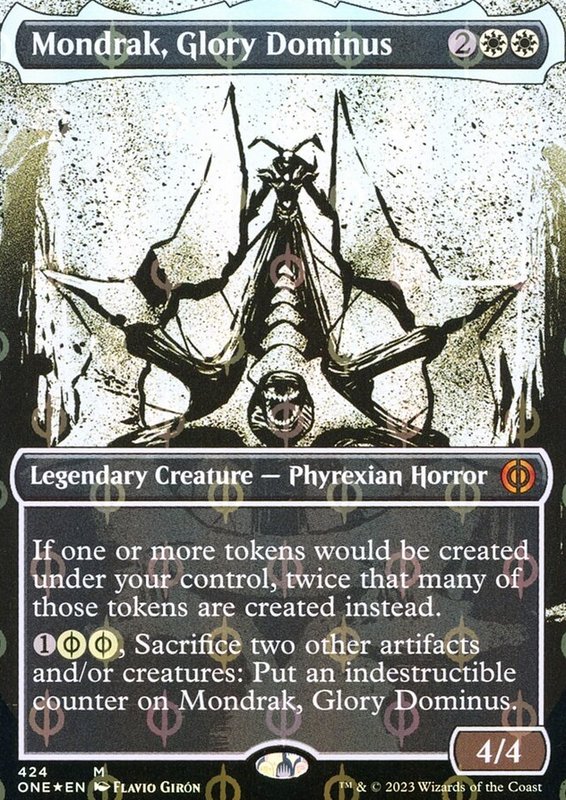 Mondrak, Glory Dominus 2
Legendary Creature — Phyrexian Horror
If one or more tokens would be created
under your control, twice that many of
those tokens are created instead.
1, Sacrifice two other artifacts
and/or creatures: Put an indestructible
counter on Mondrak, Glory Dominus.
4/4
424 M
ONE★EN Flavio Girón
™ & © 2023 Wizards of the Coast